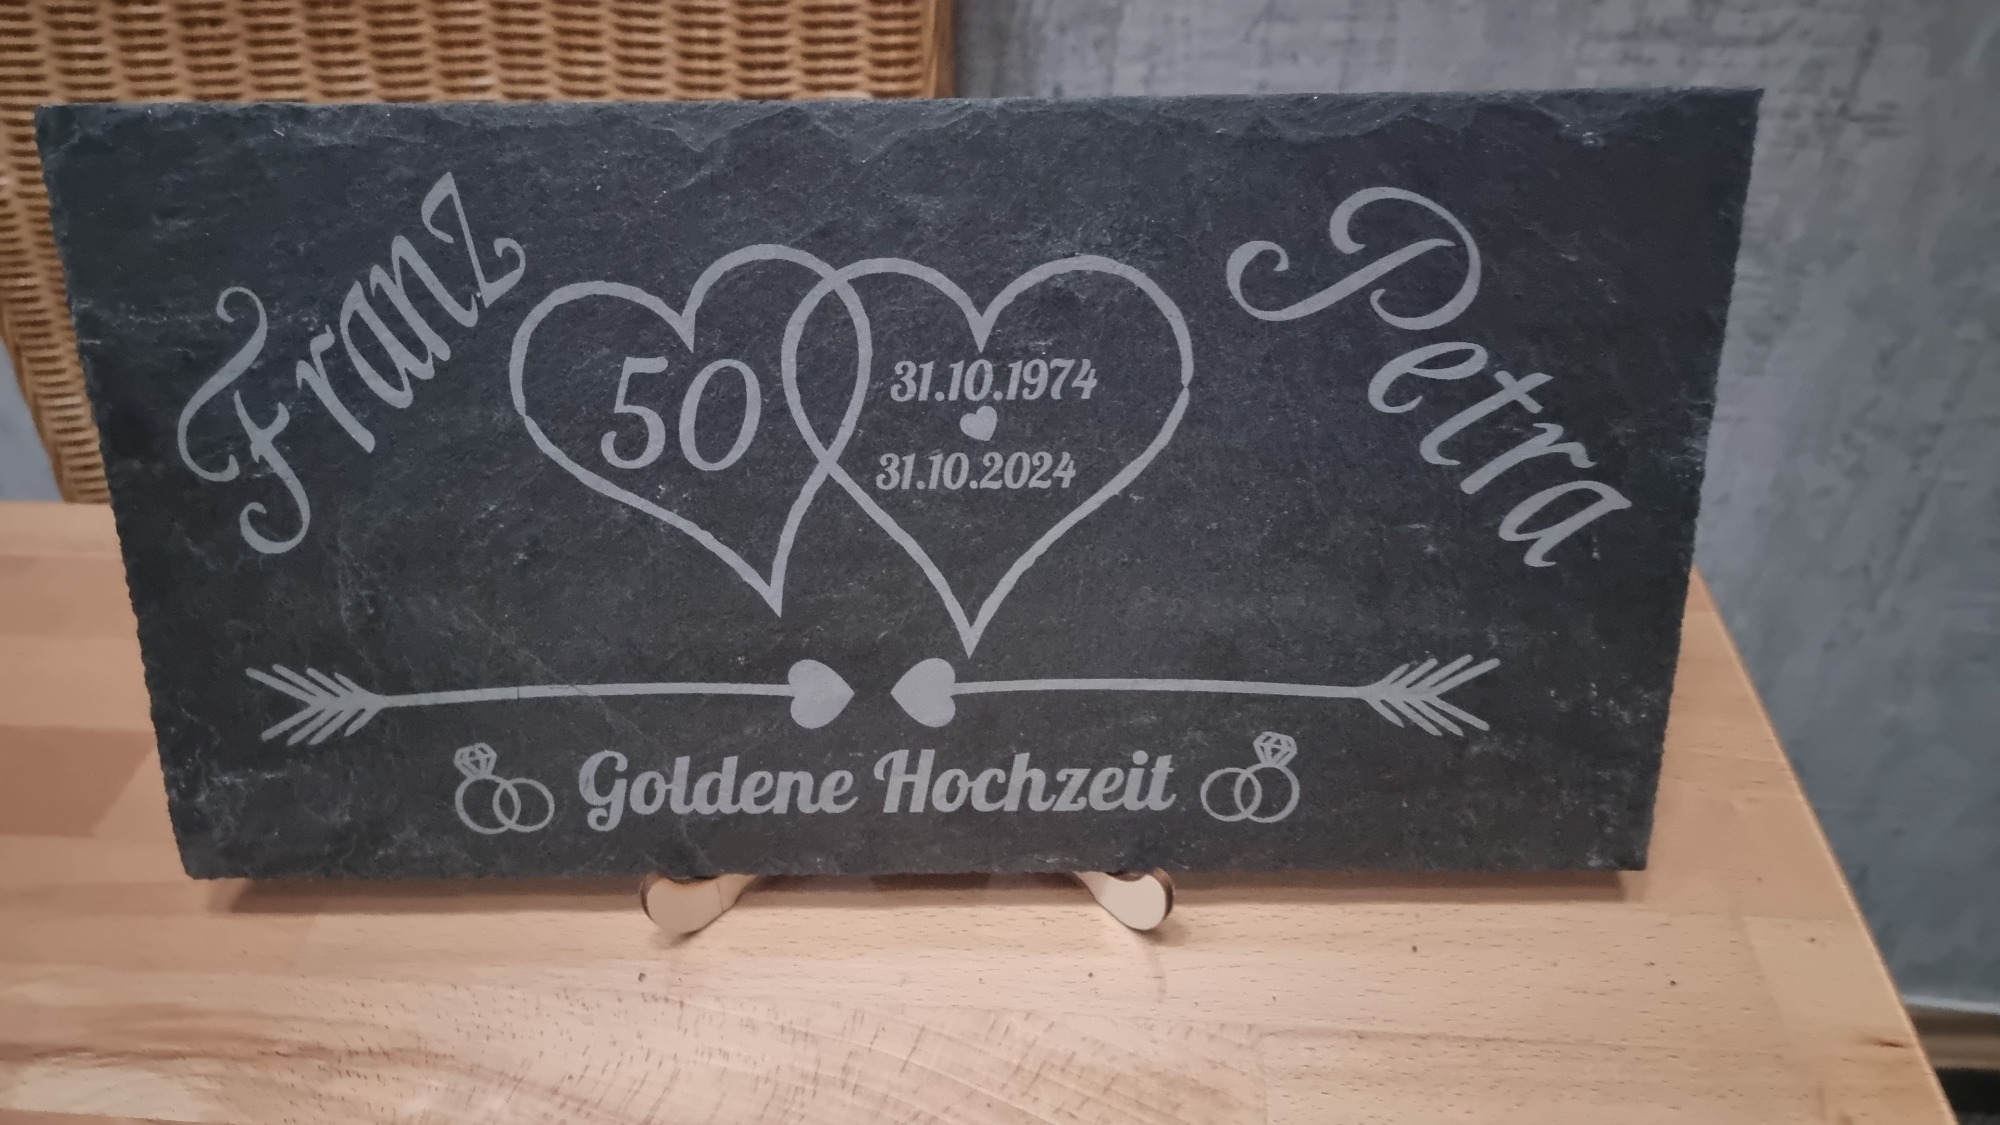 Franz
Petra
50
31.10.1974
31.10.2024
Goldene Hochzeit